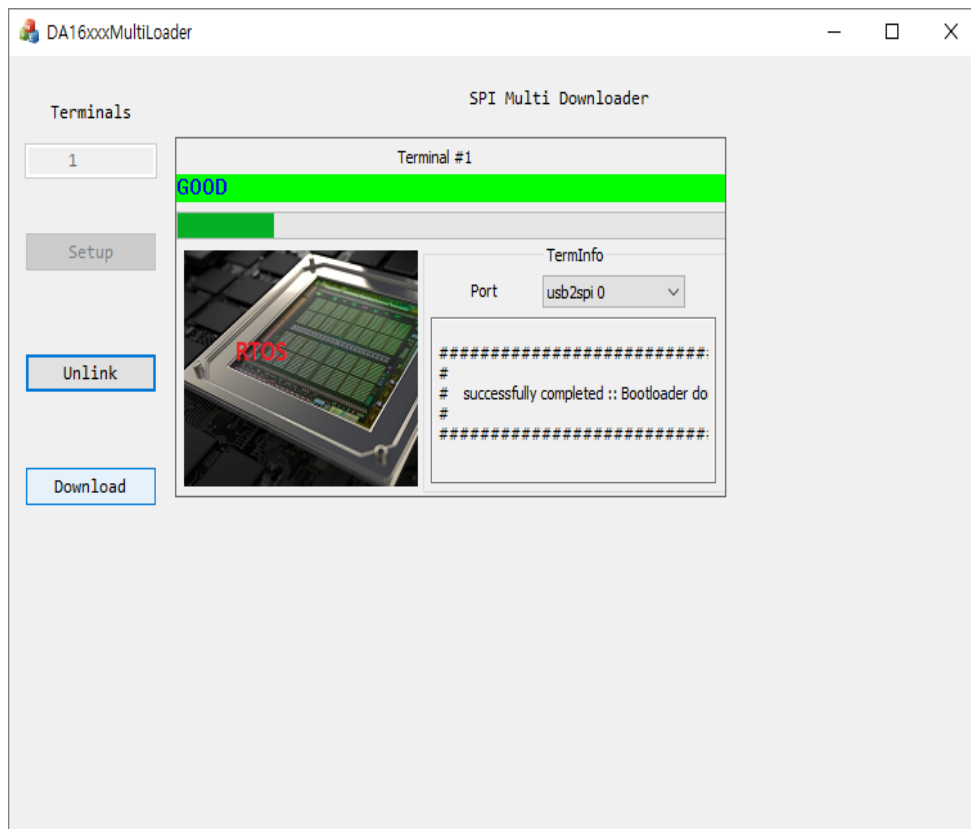 DA16xxxMultiLoader
SPI Multi Downloader
Terminals
1
Setup
Unlink
Download
Terminal #1
GOOD
RTOS
TermInfo
Port
usb2spi 0
##########################
#
# successfully completed :: Bootloader do
#
##########################